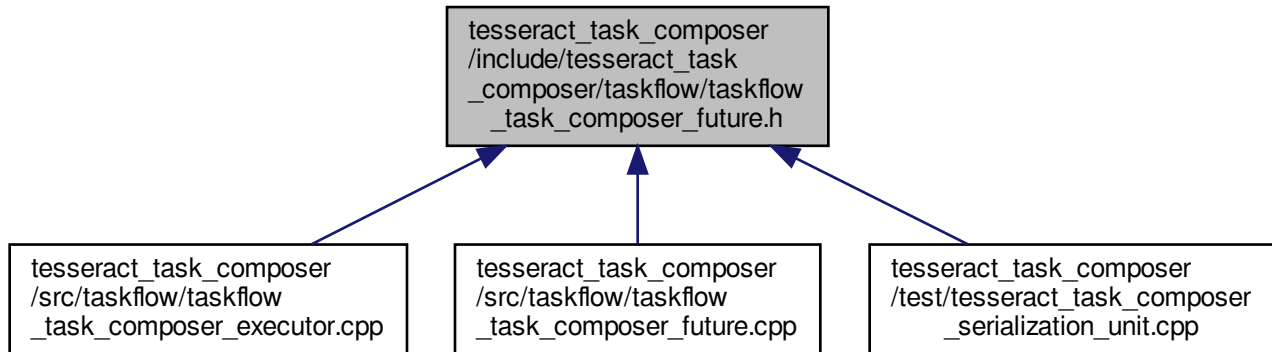 tesseract_task_composer
/include/tesseract_task
_composer/taskflow/taskflow
_task_composer_future.h
tesseract_task_composer
/src/taskflow/taskflow
_task_composer_executor.cpp
tesseract_task_composer
/src/taskflow/taskflow
_task_composer_future.cpp
tesseract_task_composer
/test/tesseract_task_composer
_serialization_unit.cpp